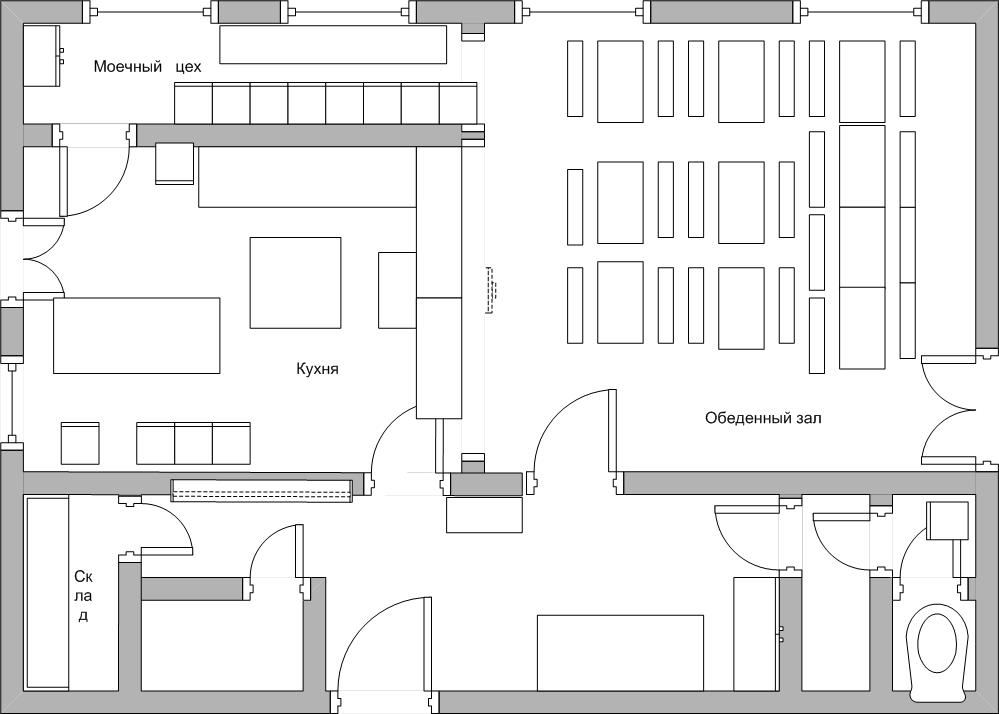 Моечный цех
Кухня
Обеденный зал
Ск
ла
д